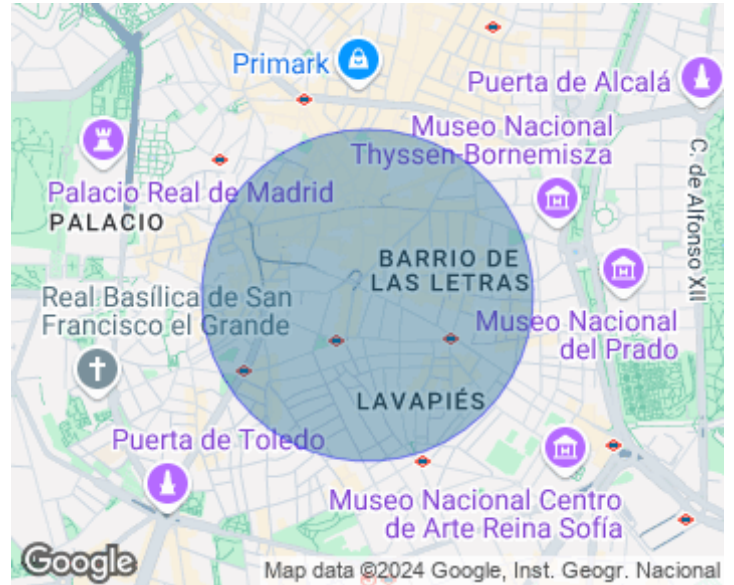 Primark
Puerta de Alcalá
Museo Nacional
Thyssen-Bornemisza
C. de Alfonso XII
Palacio Real de Madrid
PALACIO
BARRIO DE
LAS LETRAS
Real Basílica de San
Francisco el Grande
Museo Nacional
del Prado
LAVAPIÉS
Puerta de Toledo
Museo Nacional Centro
de Arte Reina Sofía
Google
Map data ©2024 Google, Inst. Geogr. Nacional